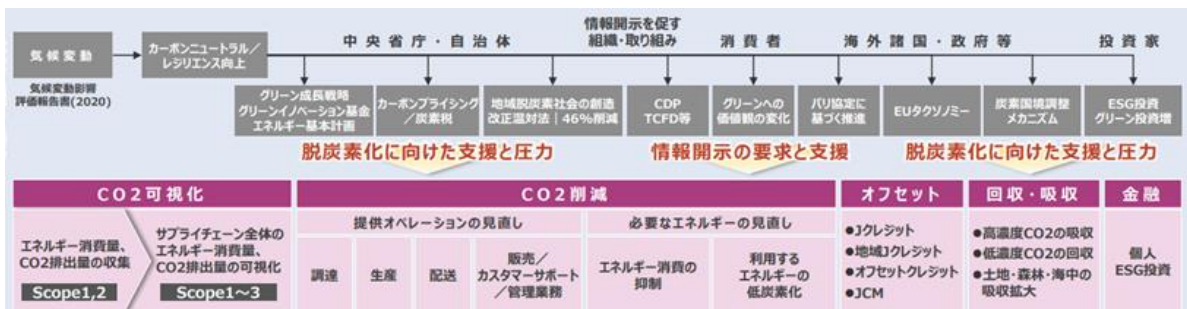 気候変動
気候変動影響
評価報告書(2020)
カーボンニュートラル／
レジリエンス向上
中央省庁・自治体
情報開示を促す
組織・取り組み
消費者
海外諸国・政府等
投資家
グリーン成長戦略
グリーンイノベーション基金
エネルギー基本計画
カーボンプライシング
／炭素税
地域脱炭素社会の創造
改正温対法｜46%削減
CDP
TCFD等
グリーンへの
価値観の変化
パリ協定に
基づく推進
EUタクソノミー
炭素国境調整
メカニズム
ESG投資
グリーン投資増
脱炭素化に向けた支援と圧力
情報開示の要求と支援
脱炭素化に向けた支援と圧力
CO2可視化
エネルギー消費量、
CO2排出量の収集
Scope1,2
サプライチェーン全体の
エネルギー消費量、
CO2排出量の可視化
Scope1～3
CO2削減
提供オペレーションの見直し
調達
生産
配送
販売／
カスタマーサポート
／管理業務
必要なエネルギーの見直し
エネルギー消費の
抑制
利用する
エネルギーの
低炭素化
オフセット
●Jクレジット
●地域Jクレジット
●オフセットクレジット
●JCM
回収・吸収
●高濃度CO2の吸収
●低濃度CO2の回収
●土地・森林・海中の
吸収拡大
金融
個人
ESG投資